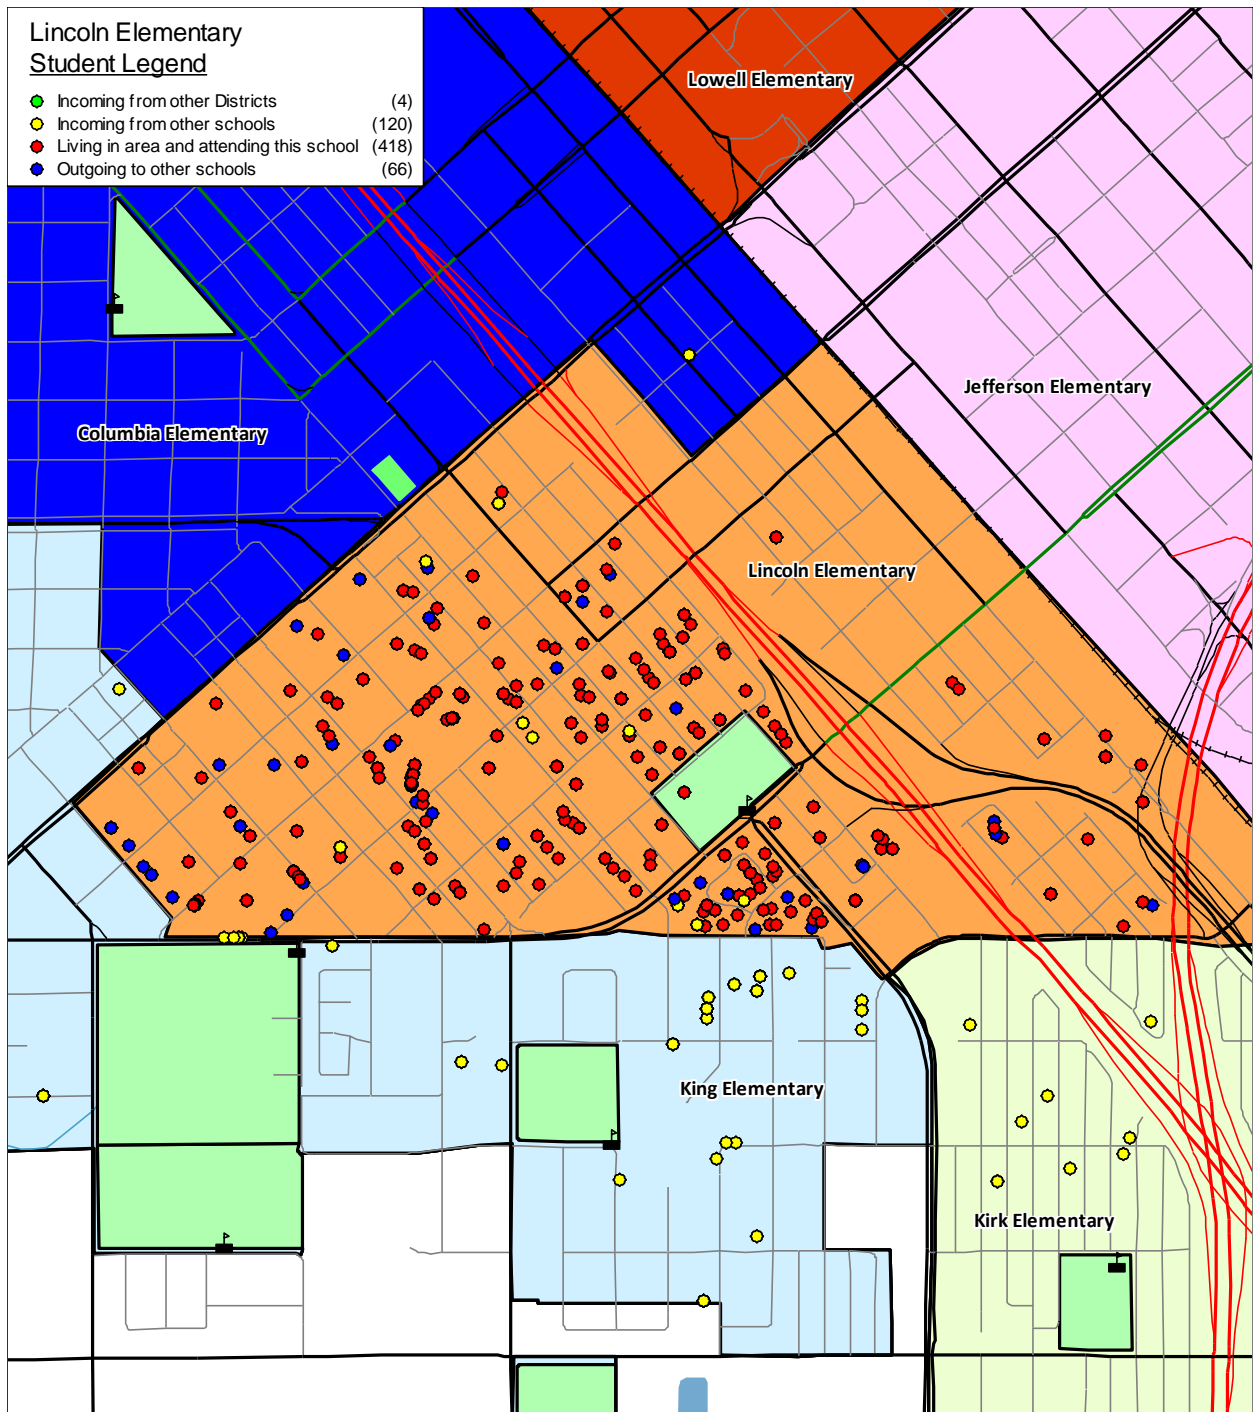 Lincoln Elementary
Student Legend
Incoming from other Districts (4)
Incoming from other schools (120)
Living in area and attending this school (418)
Outgoing to other schools (66)
Lowell Elementary
Jefferson Elementary
Columbia Elementary
Lincoln Elementary
King Elementary
Kirk Elementary